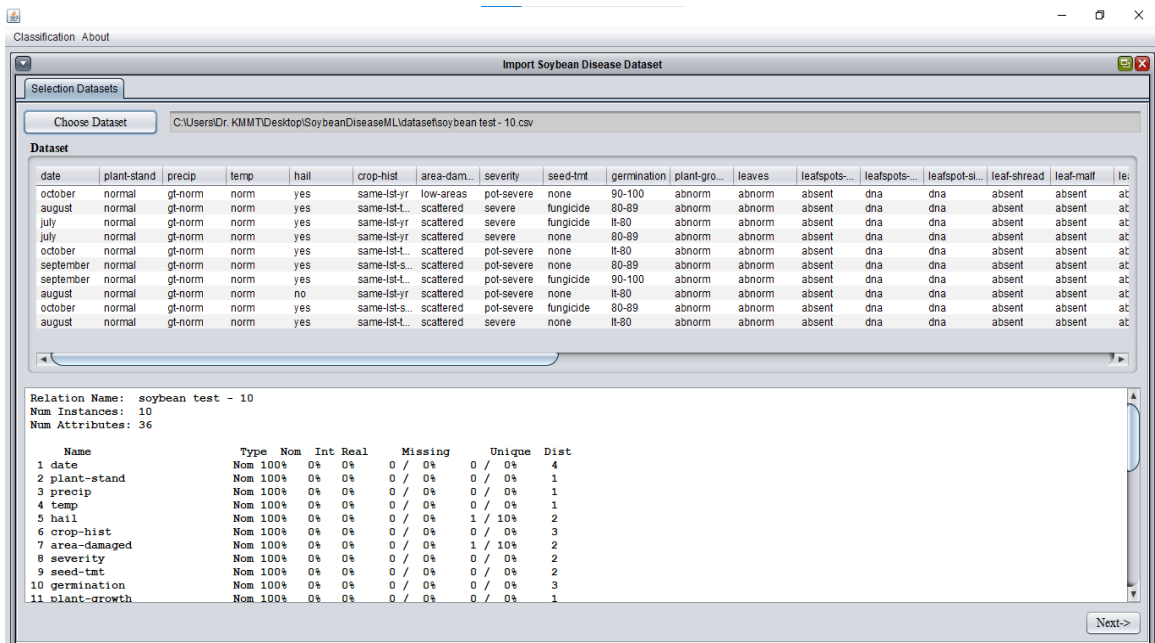 Classification About
Import Soybean Disease Dataset
Selection Datasets
Choose Dataset C:\Users\Dr. KMMT\Desktop\SoybeanDiseaseML\dataset\soybean test - 10.csv
Dataset
date plant-stand precip temp hail crop-hist area-dam... severity seed-tmt germination plant-gro... leaves leafspots-... leafspots-... leafspot-si... leaf-shread leaf-malf le
october normal gt-norm norm yes same-lst-yr low-areas pot-severe none 90-100 abnorm abnorm absent dna dna absent absent ab
august normal gt-norm norm yes same-lst-t... scattered severe fungicide 80-89 abnorm abnorm absent dna dna absent absent ab
july normal gt-norm norm yes same-lst-yr scattered severe fungicide lt-80 abnorm abnorm absent dna dna absent absent ab
july normal gt-norm norm yes same-lst-yr scattered severe none 80-89 abnorm abnorm absent dna dna absent absent ab
october normal gt-norm norm yes same-lst-t... scattered pot-severe none lt-80 abnorm abnorm absent dna dna absent absent ab
september normal gt-norm norm yes same-lst-s... scattered pot-severe none 80-89 abnorm abnorm absent dna dna absent absent ab
september normal gt-norm norm yes same-lst-t... scattered pot-severe fungicide 90-100 abnorm abnorm absent dna dna absent absent ab
august normal gt-norm norm no same-lst-yr scattered pot-severe none lt-80 abnorm abnorm absent dna dna absent absent ab
october normal gt-norm norm yes same-lst-s... scattered pot-severe fungicide 80-89 abnorm abnorm absent dna dna absent absent ab
august normal gt-norm norm yes same-lst-t... scattered severe none lt-80 abnorm abnorm absent dna dna absent absent ab
Relation Name: soybean test - 10
Num Instances: 10
Num Attributes: 36
Name Type Nom Int Real Missing Unique Dist
1 date Nom 100% 0% 0% 0 / 0% 0 / 0% 4
2 plant-stand Nom 100% 0% 0% 0 / 0% 0 / 0% 1
3 precip Nom 100% 0% 0% 0 / 0% 0 / 0% 1
4 temp Nom 100% 0% 0% 0 / 0% 0 / 0% 1
5 hail Nom 100% 0% 0% 0 / 0% 1 / 10% 2
6 crop-hist Nom 100% 0% 0% 0 / 0% 0 / 0% 3
7 area-damaged Nom 100% 0% 0% 0 / 0% 1 / 10% 2
8 severity Nom 100% 0% 0% 0 / 0% 0 / 0% 2
9 seed-tmt Nom 100% 0% 0% 0 / 0% 0 / 0% 2
10 germination Nom 100% 0% 0% 0 / 0% 0 / 0% 3
11 plant-growth Nom 100% 0% 0% 0 / 0% 0 / 0% 1
Next->